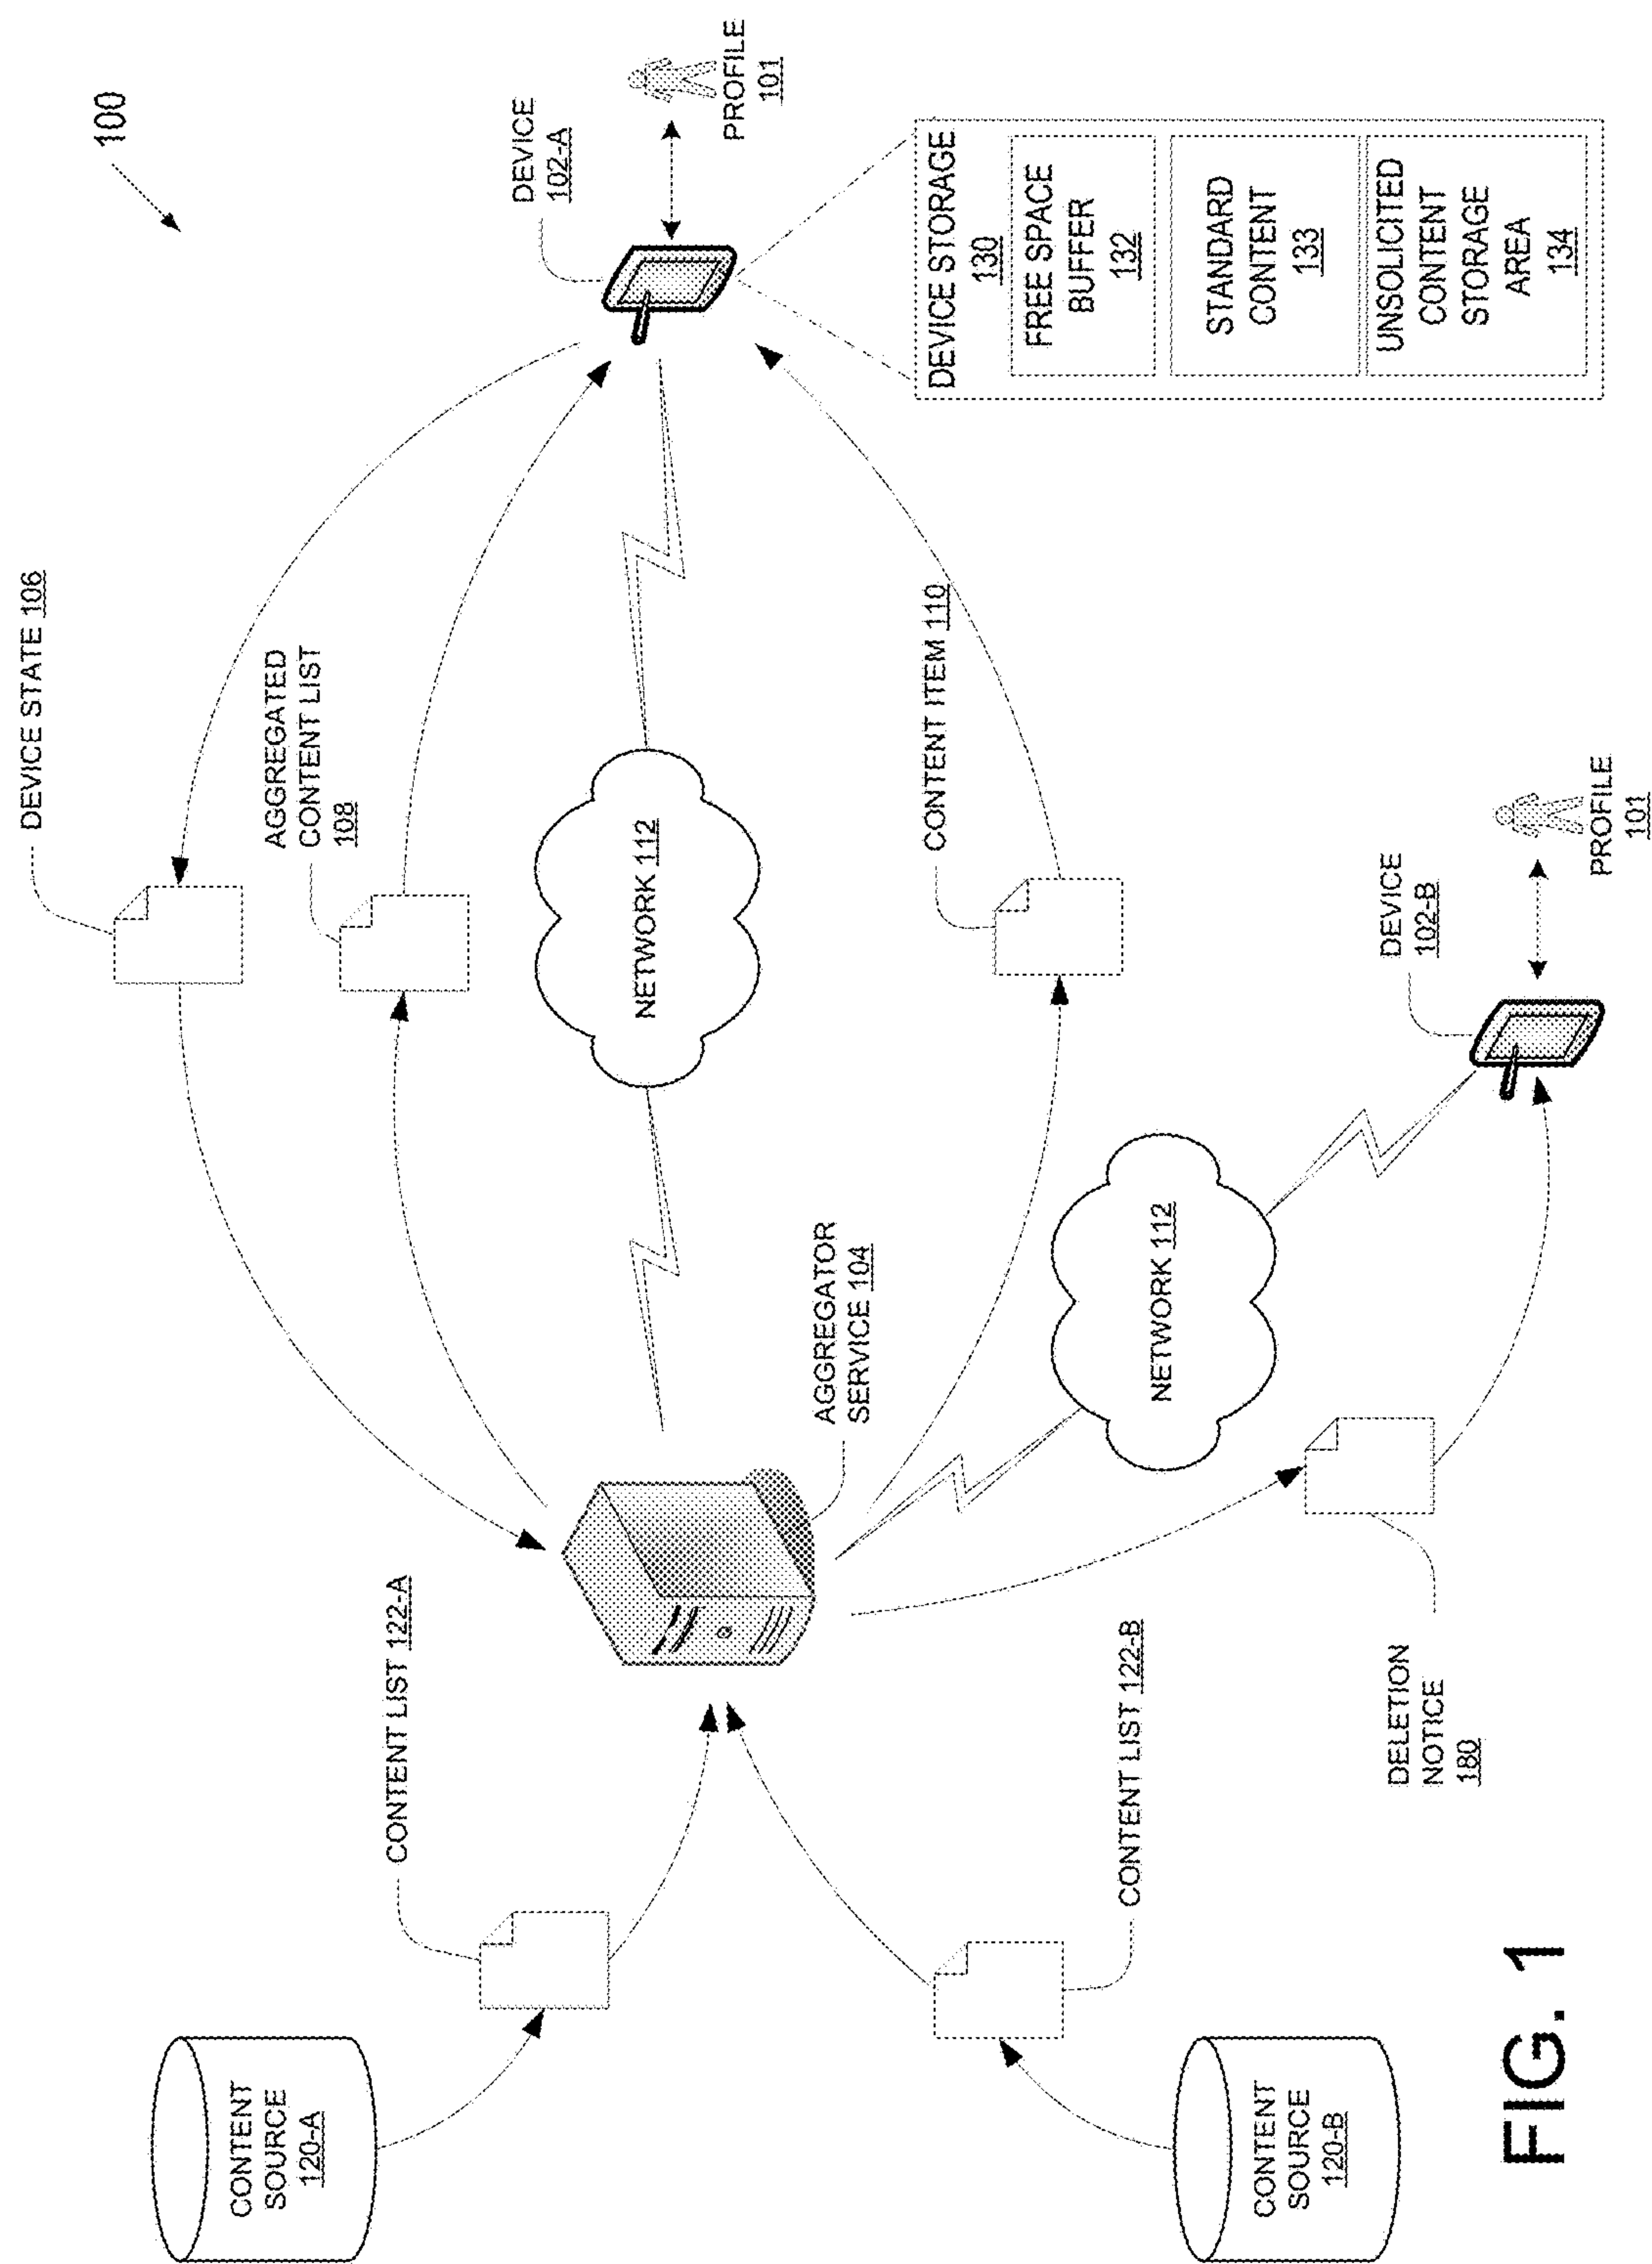 100
DEVICE STATE 106
AGGREGATED
CONTENT LIST
108
DEVICE
102-A
PROFILE
101
CONTENT LIST 122-A
NETWORK 112
CONTENT SOURCE
120-A
AGGREGATOR
SERVICE 104
CONTENT ITEM 110
DEVICE STORAGE
130
FREE SPACE
BUFFER
132
STANDARD
CONTENT
133
UNSOLICITED
CONTENT
STORAGE
AREA
134
CONTENT LIST 122-B
NETWORK 112
DEVICE
102-B
PROFILE
101
CONTENT
SOURCE
120-B
DELETION
NOTICE
180
FIG. 1